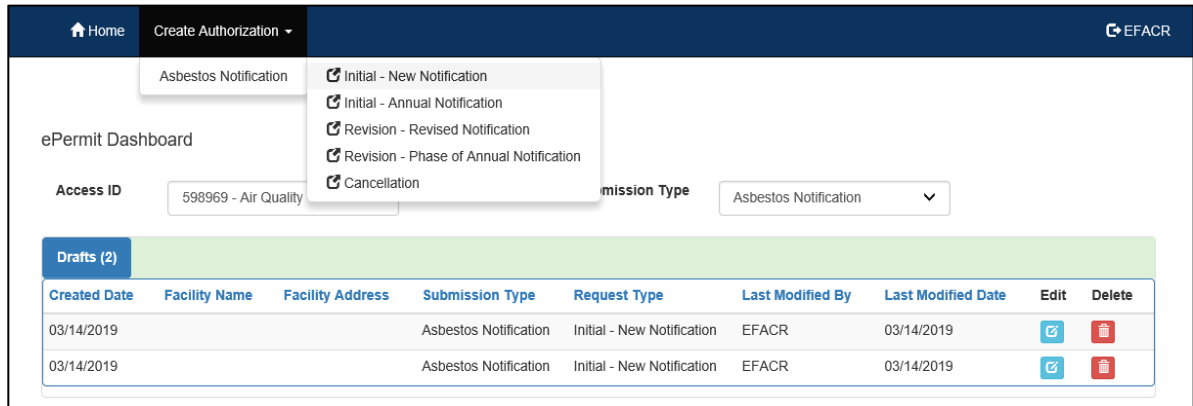 Home Create Authorization EFACR
Asbestos Notification Initial - New Notification
Initial - Annual Notification
Revision - Revised Notification
ePermit Dashboard
Revision - Phase of Annual Notification
Cancellation
Access ID 598969 - Air Quality mission Type Asbestos Notification
Drafts (2)
Created Date Facility Name Facility Address Submission Type Request Type Last Modified By Last Modified Date Edit Delete
03/14/2019 Asbestos Notification Initial - New Notification EFACR 03/14/2019
03/14/2019 Asbestos Notification Initial - New Notification EFACR 03/14/2019